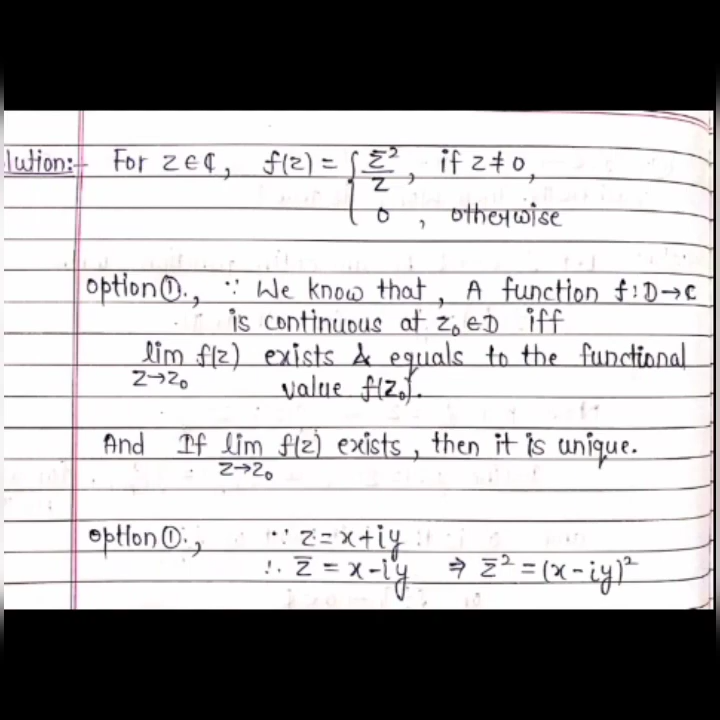 lution:- For z∈ℂ, f(z) = { z̄²/z , if z≠0,
0 , otherwise
option①., ∵ We know that, A function f:D→ℂ
is continuous at z₀∈D iff
lim f(z) exists & equals to the functional
z→z₀ value f(z₀).
And If lim f(z) exists, then it is unique.
z→z₀
option①., ∵ z=x+iy
∴ z̄ = x-iy ⇒ z̄² = (x-iy)²